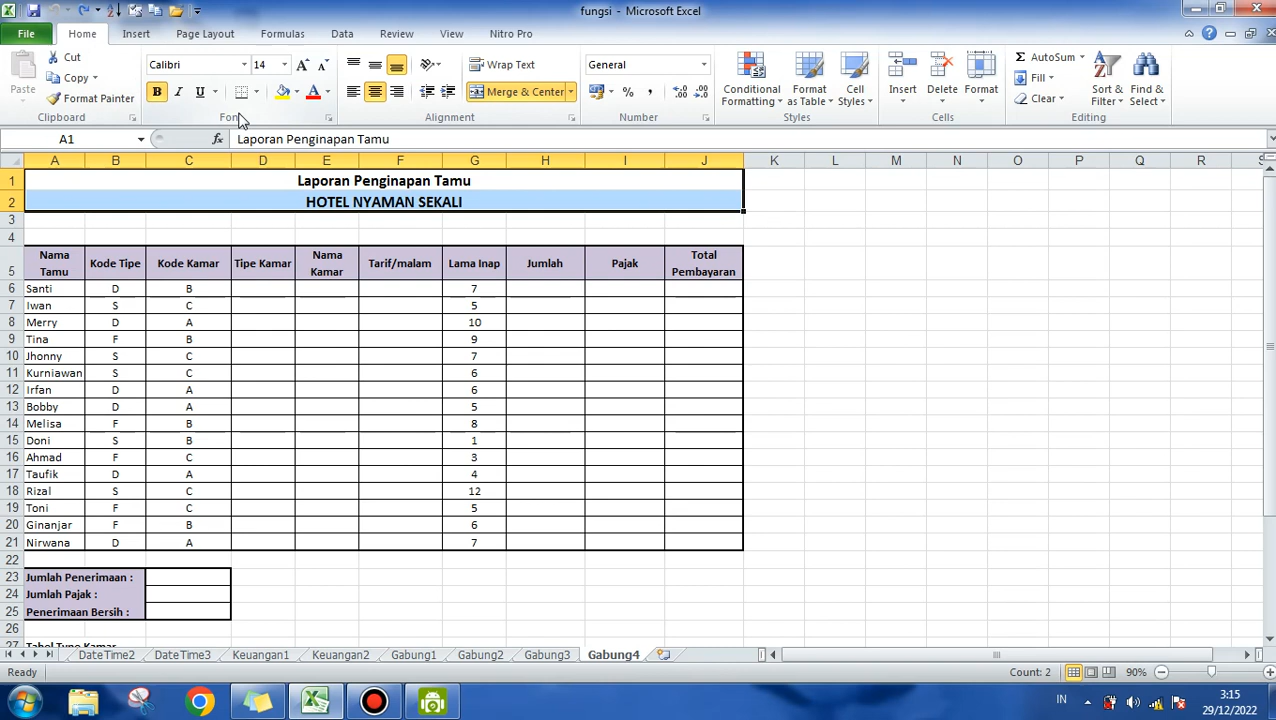 fungsi - Microsoft Excel
File Home Insert Page Layout Formulas Data Review View Nitro Pro
Paste
Cut
Copy
Format Painter
Clipboard
Calibri 14
B I U
Font
Wrap Text
Merge & Center
Alignment
General
%
Number
Conditional Formatting
Format as Table
Cell Styles
Styles
Insert Delete Format
Cells
AutoSum
Fill
Clear
Sort & Filter
Find & Select
Editing
A1 fx Laporan Penginapan Tamu
A B C D E F G H I J K L M N O P Q R
1 Laporan Penginapan Tamu
2 HOTEL NYAMAN SEKALI
3
4
5 Nama Tamu Kode Tipe Kode Kamar Tipe Kamar Nama Kamar Tarif/malam Lama Inap Jumlah Pajak Total Pembayaran
6 Santi D B 7
7 Iwan S C 5
8 Merry D A 10
9 Tina F B 9
10 Jhonny S C 7
11 Kurniawan S C 6
12 Irfan D A 6
13 Bobby D A 5
14 Melisa F B 8
15 Doni S B 1
16 Ahmad F C 3
17 Taufik D A 4
18 Rizal S C 12
19 Toni F C 5
20 Ginanjar F B 6
21 Nirwana D A 7
22
23 Jumlah Penerimaan :
24 Jumlah Pajak :
25 Penerimaan Bersih :
26
27 Tabel Type Kamar
DateTime2 DateTime3 Keuangan1 Keuangan2 Gabung1 Gabung2 Gabung3 Gabung4
Ready Count: 2 90%
IN 3:15
29/12/2022